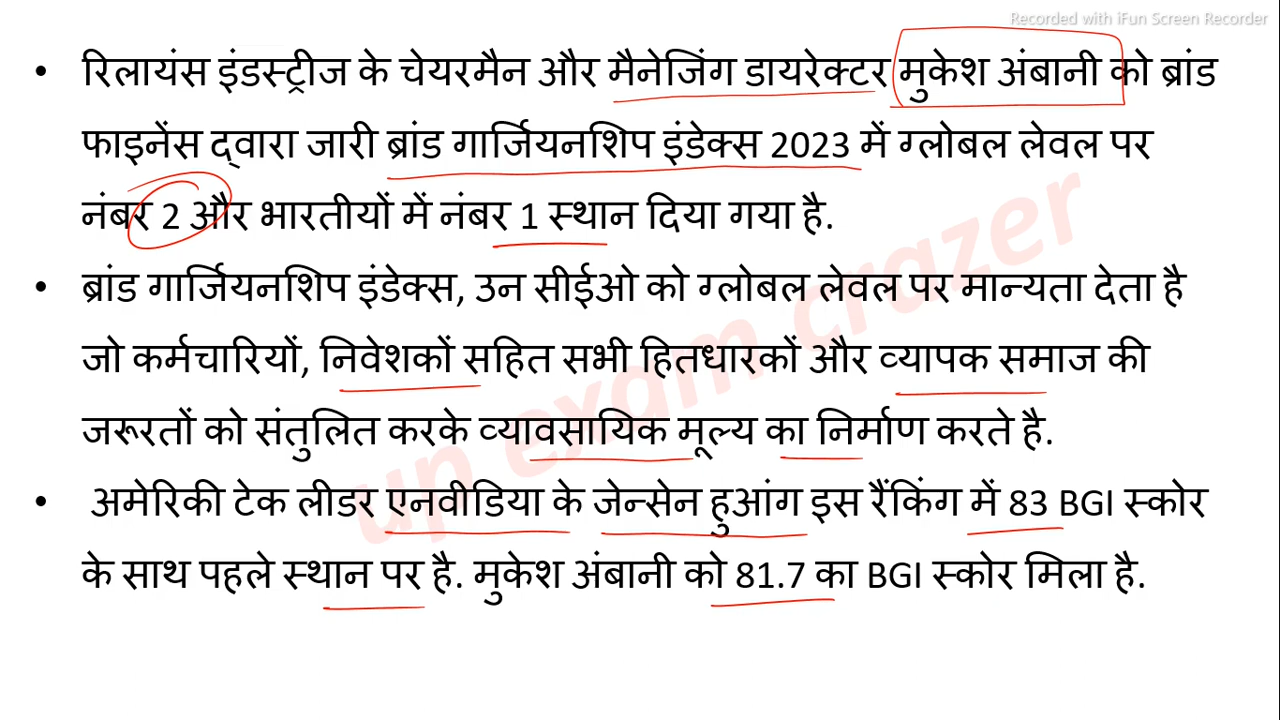 Recorded with iFun Screen Recorder
• रिलायंस इंडस्ट्रीज के चेयरमैन और मैनेजिंग डायरेक्टर मुकेश अंबानी को ब्रांड
फाइनेंस द्वारा जारी ब्रांड गार्जियनशिप इंडेक्स 2023 में ग्लोबल लेवल पर
नंबर 2 और भारतीयों में नंबर 1 स्थान दिया गया है.
• ब्रांड गार्जियनशिप इंडेक्स, उन सीईओ को ग्लोबल लेवल पर मान्यता देता है
जो कर्मचारियों, निवेशकों सहित सभी हितधारकों और व्यापक समाज की
जरूरतों को संतुलित करके व्यावसायिक मूल्य का निर्माण करते है.
• अमेरिकी टेक लीडर एनवीडिया के जेन्सेन हुआंग इस रैंकिंग में 83 BGI स्कोर
के साथ पहले स्थान पर है. मुकेश अंबानी को 81.7 का BGI स्कोर मिला है.
up exam crazer